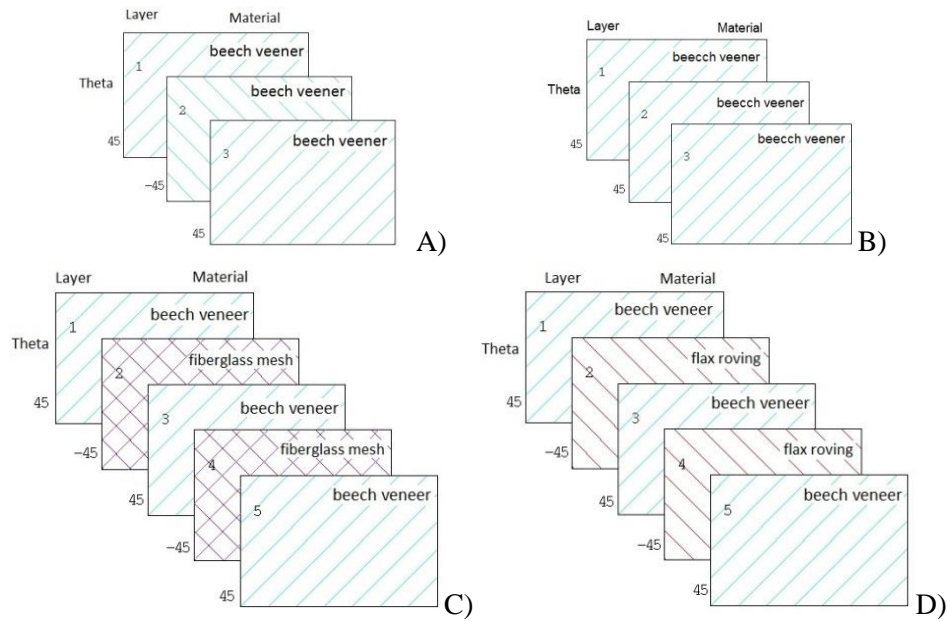 Layer Material
beech veener
1
Theta
beech veener
2
45
beech veener
3
-45
45
A)
Layer Material
beecch veener
1
Theta
beecch veener
2
45
beecch veener
3
45
45
B)
Layer Material
beech veneer
1
Theta
fiberglass mesh
2
45
beech veneer
3
-45
fiberglass mesh
4
45
beech veneer
5
-45
45
C)
Layer Material
beech veneer
1
Theta
flax roving
2
45
beech veneer
3
-45
flax roving
4
45
beech veneer
5
-45
45
D)